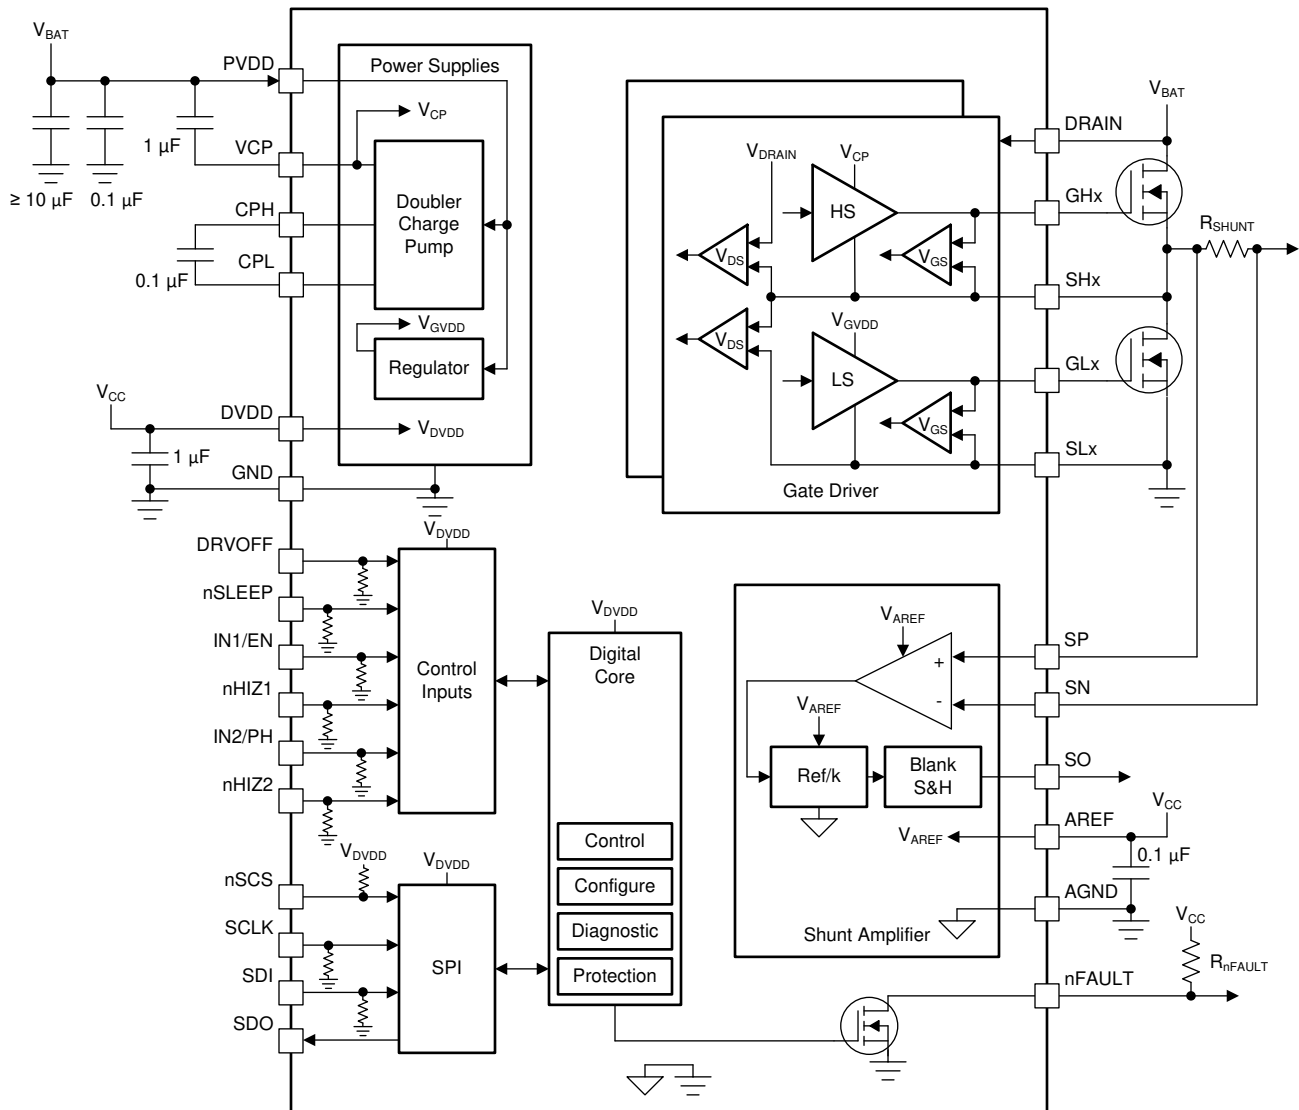 VBAT
PVDD
Power Supplies
VCP
1 µF
VCP
≥ 10 µF
0.1 µF
CPH
Doubler
Charge
Pump
CPL
0.1 µF
VGVDD
Regulator
VCC
DVDD
VDVDD
1 µF
GND
VBAT
DRAIN
VDRAIN
VCP
HS
GHx
RSHUNT
VDS
VGS
SHx
VDS
VGVDD
LS
GLx
VGS
SLx
Gate Driver
DRVOFF
nSLEEP
IN1/EN
nHIZ1
IN2/PH
nHIZ2
VDVDD
Control
Inputs
VDVDD
Digital
Core
Control
Configure
Diagnostic
Protection
VDVDD
VDVDD
nSCS
SCLK
SDI
SDO
SPI
VAREF
+
-
SP
SN
VAREF
Ref/k
Blank
S&H
SO
VCC
VAREF
AREF
0.1 µF
AGND
Shunt Amplifier
VCC
nFAULT
RnFAULT